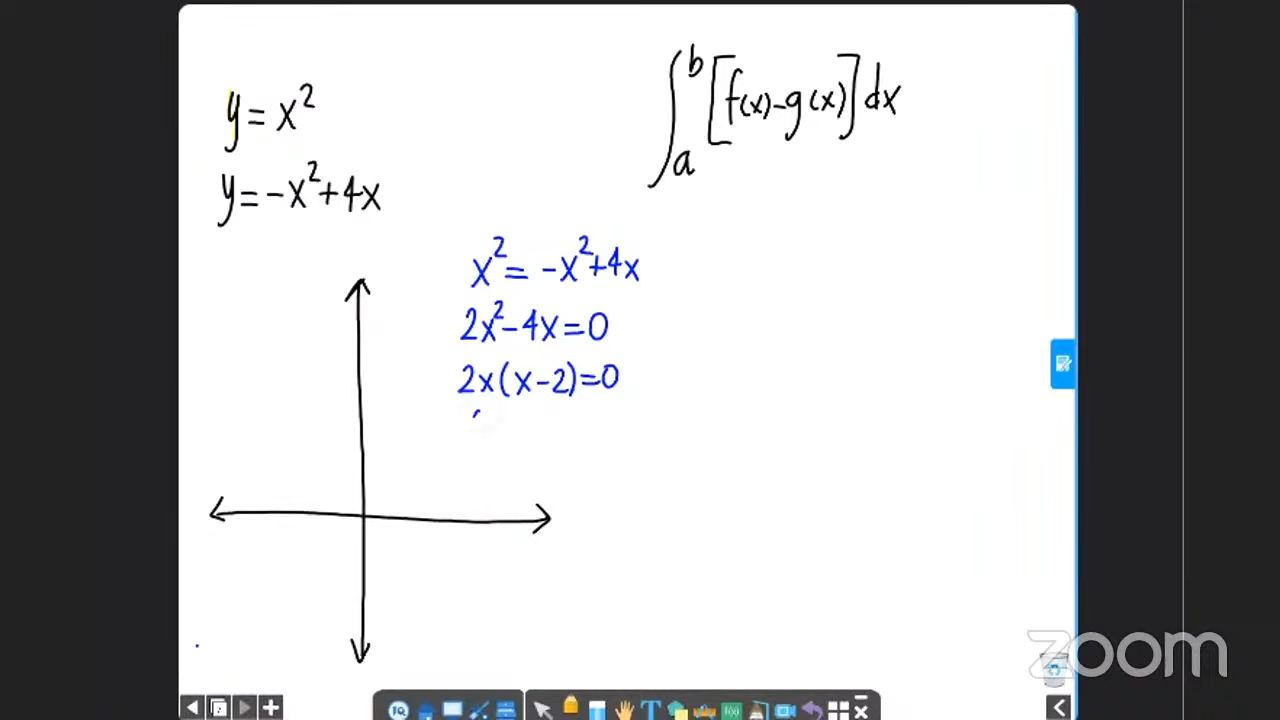 y = x²
y = -x² + 4x
∫ₐᵇ [f(x) - g(x)] dx
x² = -x² + 4x
2x² - 4x = 0
2x(x - 2) = 0
zoom